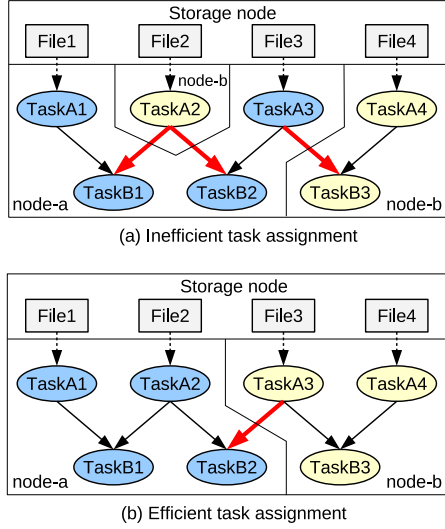 Storage node
File1 File2 File3 File4
node-b
TaskA1 TaskA2 TaskA3 TaskA4
TaskB1 TaskB2 TaskB3
node-a node-b
(a) Inefficient task assignment
Storage node
File1 File2 File3 File4
TaskA1 TaskA2 TaskA3 TaskA4
TaskB1 TaskB2 TaskB3
node-a node-b
(b) Efficient task assignment